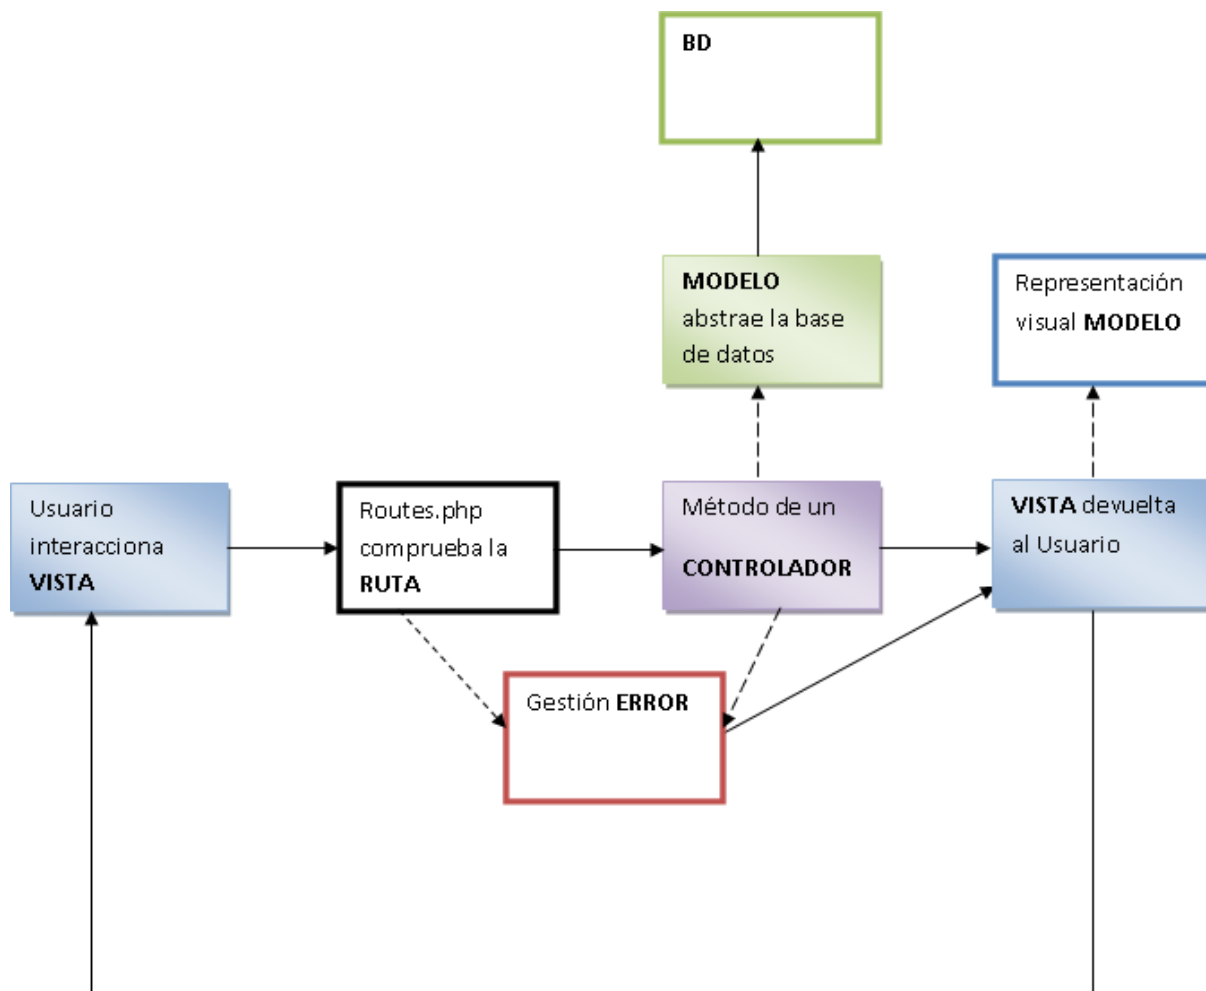 BD
MODELO
abstrae la base
de datos
Representación
visual MODELO
Usuario
interacciona
VISTA
Routes.php
comprueba la
RUTA
Método de un
CONTROLADOR
VISTA devuelta
al Usuario
Gestión ERROR